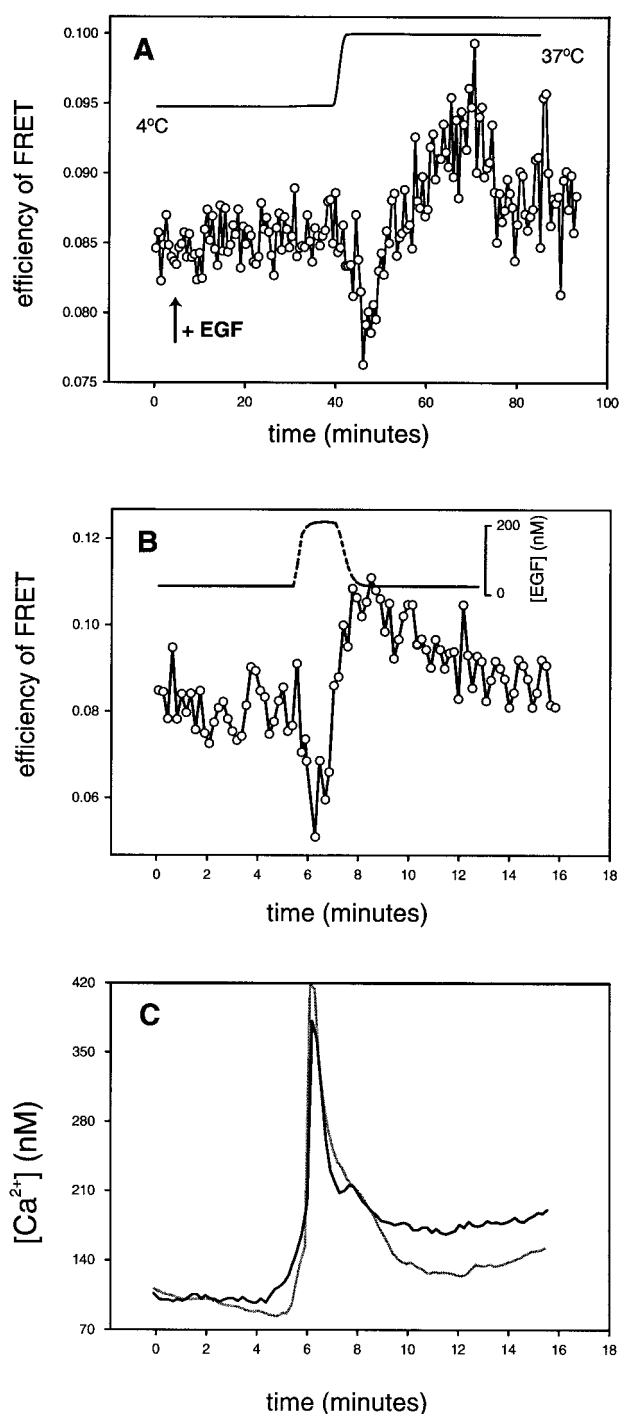 A
0.100
0.095
0.090
0.085
0.080
0.075
efficiency of FRET
4ºC
37ºC
+ EGF
0 20 40 60 80 100
time (minutes)
B
0.12
0.10
0.08
0.06
efficiency of FRET
200
0
[EGF] (nM)
0 2 4 6 8 10 12 14 16 18
time (minutes)
C
420
350
280
210
140
70
[Ca²⁺] (nM)
0 2 4 6 8 10 12 14 16 18
time (minutes)